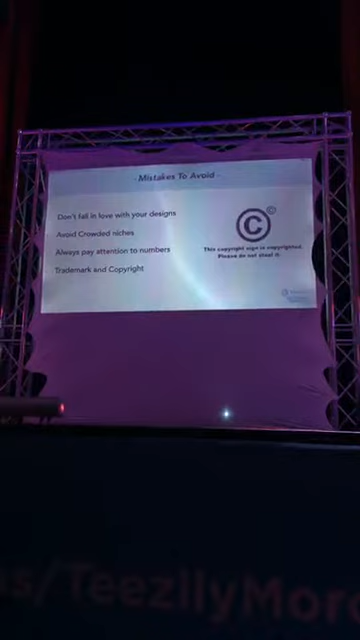 - Mistakes To Avoid -
Don't fall in love with your designs
Avoid Crowded niches
Always pay attention to numbers
Trademark and Copyright
©
©
This copyright sign is copyrighted.
Please do not steal it.
s/TeezilyMoro